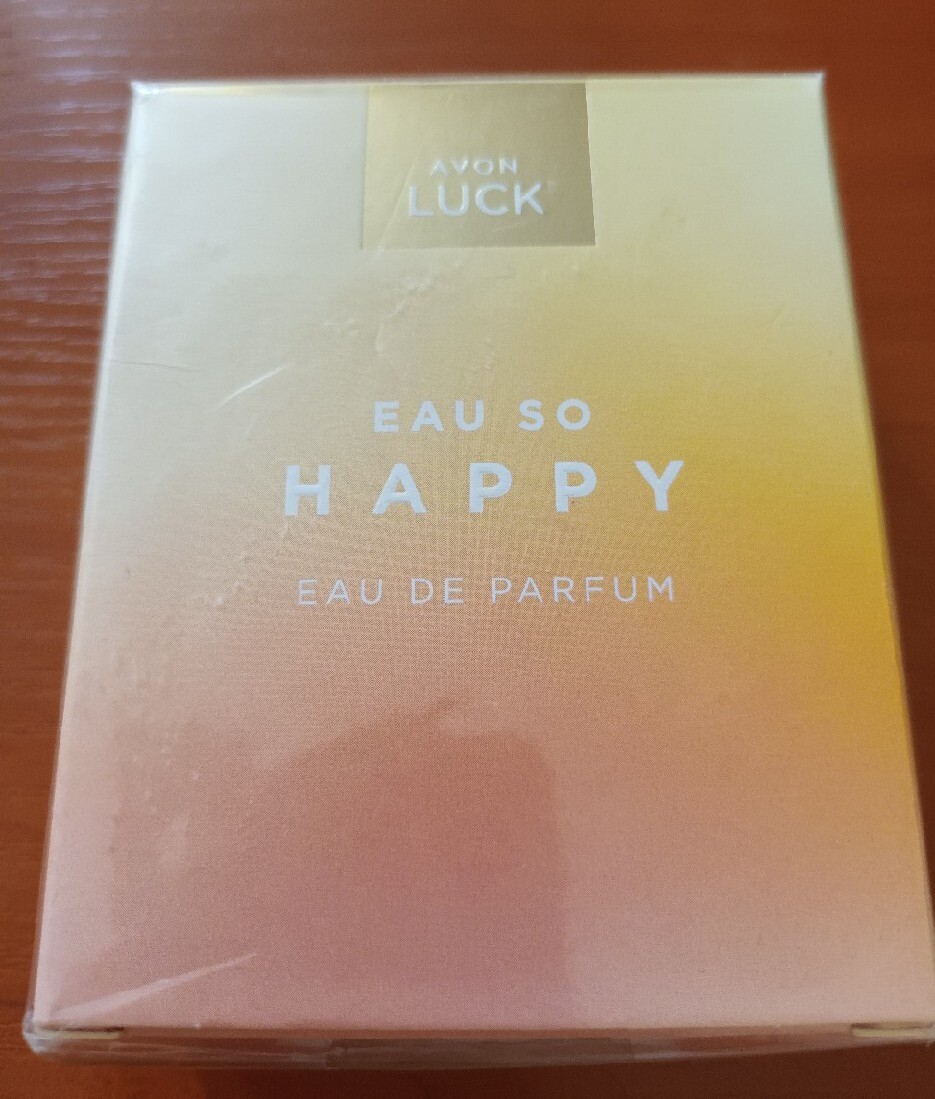 AVON
LUCK
EAU SO
HAPPY
EAU DE PARFUM